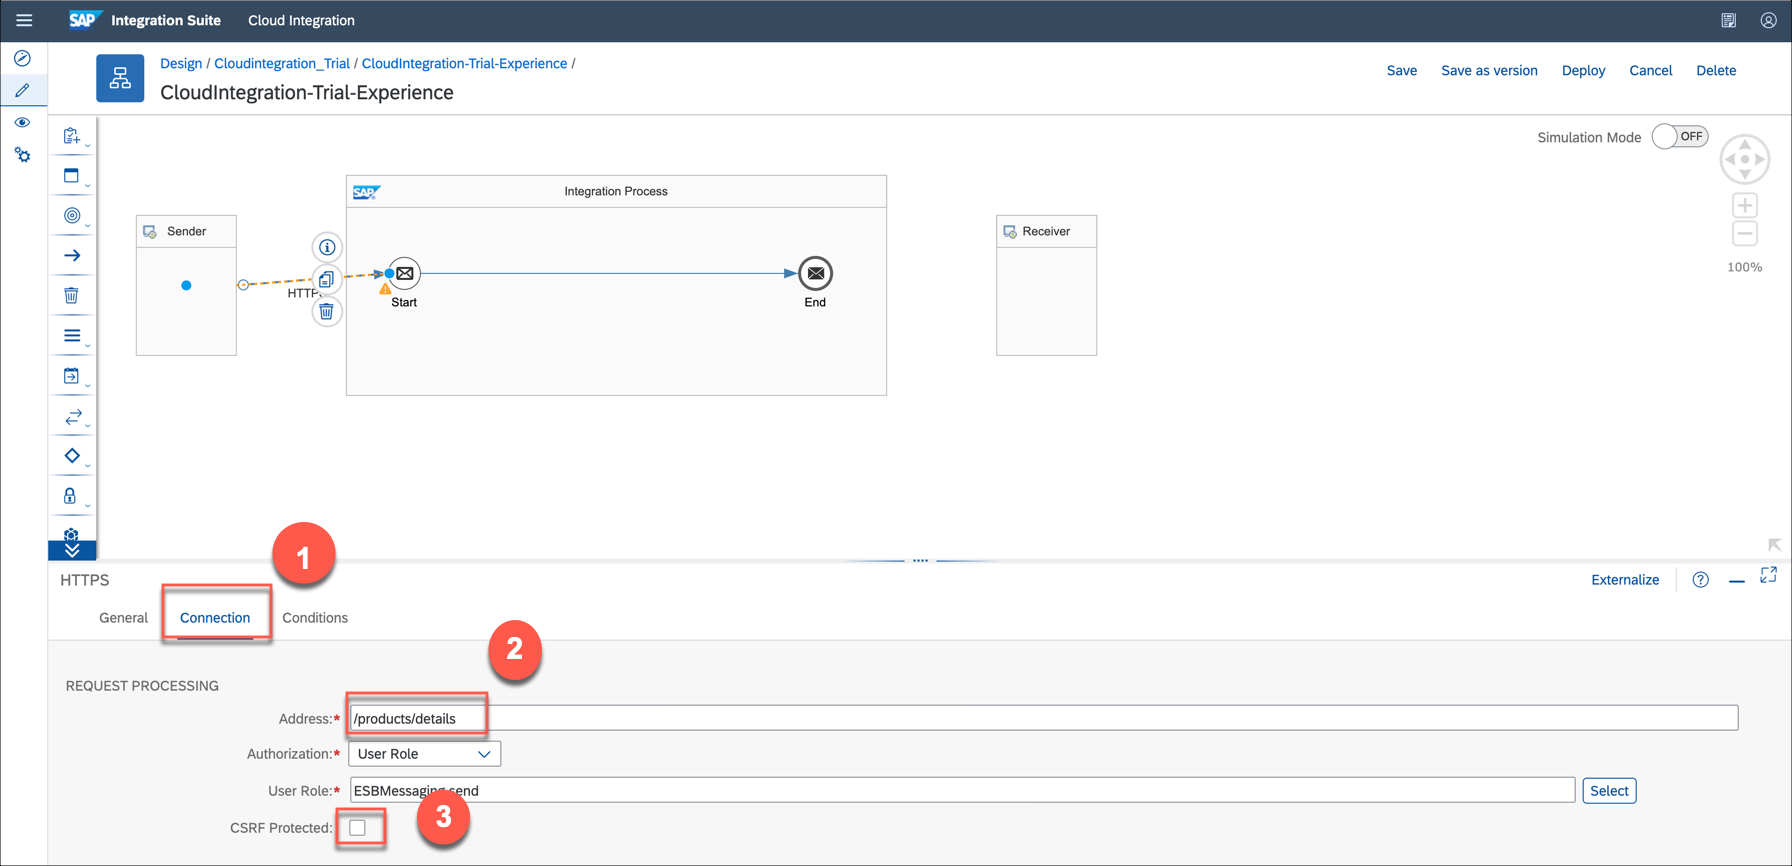 SAP Integration Suite Cloud Integration
Design / Cloudintegration_Trial / CloudIntegration-Trial-Experience /
CloudIntegration-Trial-Experience
Save Save as version Deploy Cancel Delete
Simulation Mode OFF
SAP Integration Process
Sender
Receiver
HTTP
Start
End
100%
1
HTTPS
Externalize
General Connection Conditions
2
REQUEST PROCESSING
Address:* /products/details
Authorization:* User Role
User Role:* ESBMessaging.send Select
CSRF Protected:
3